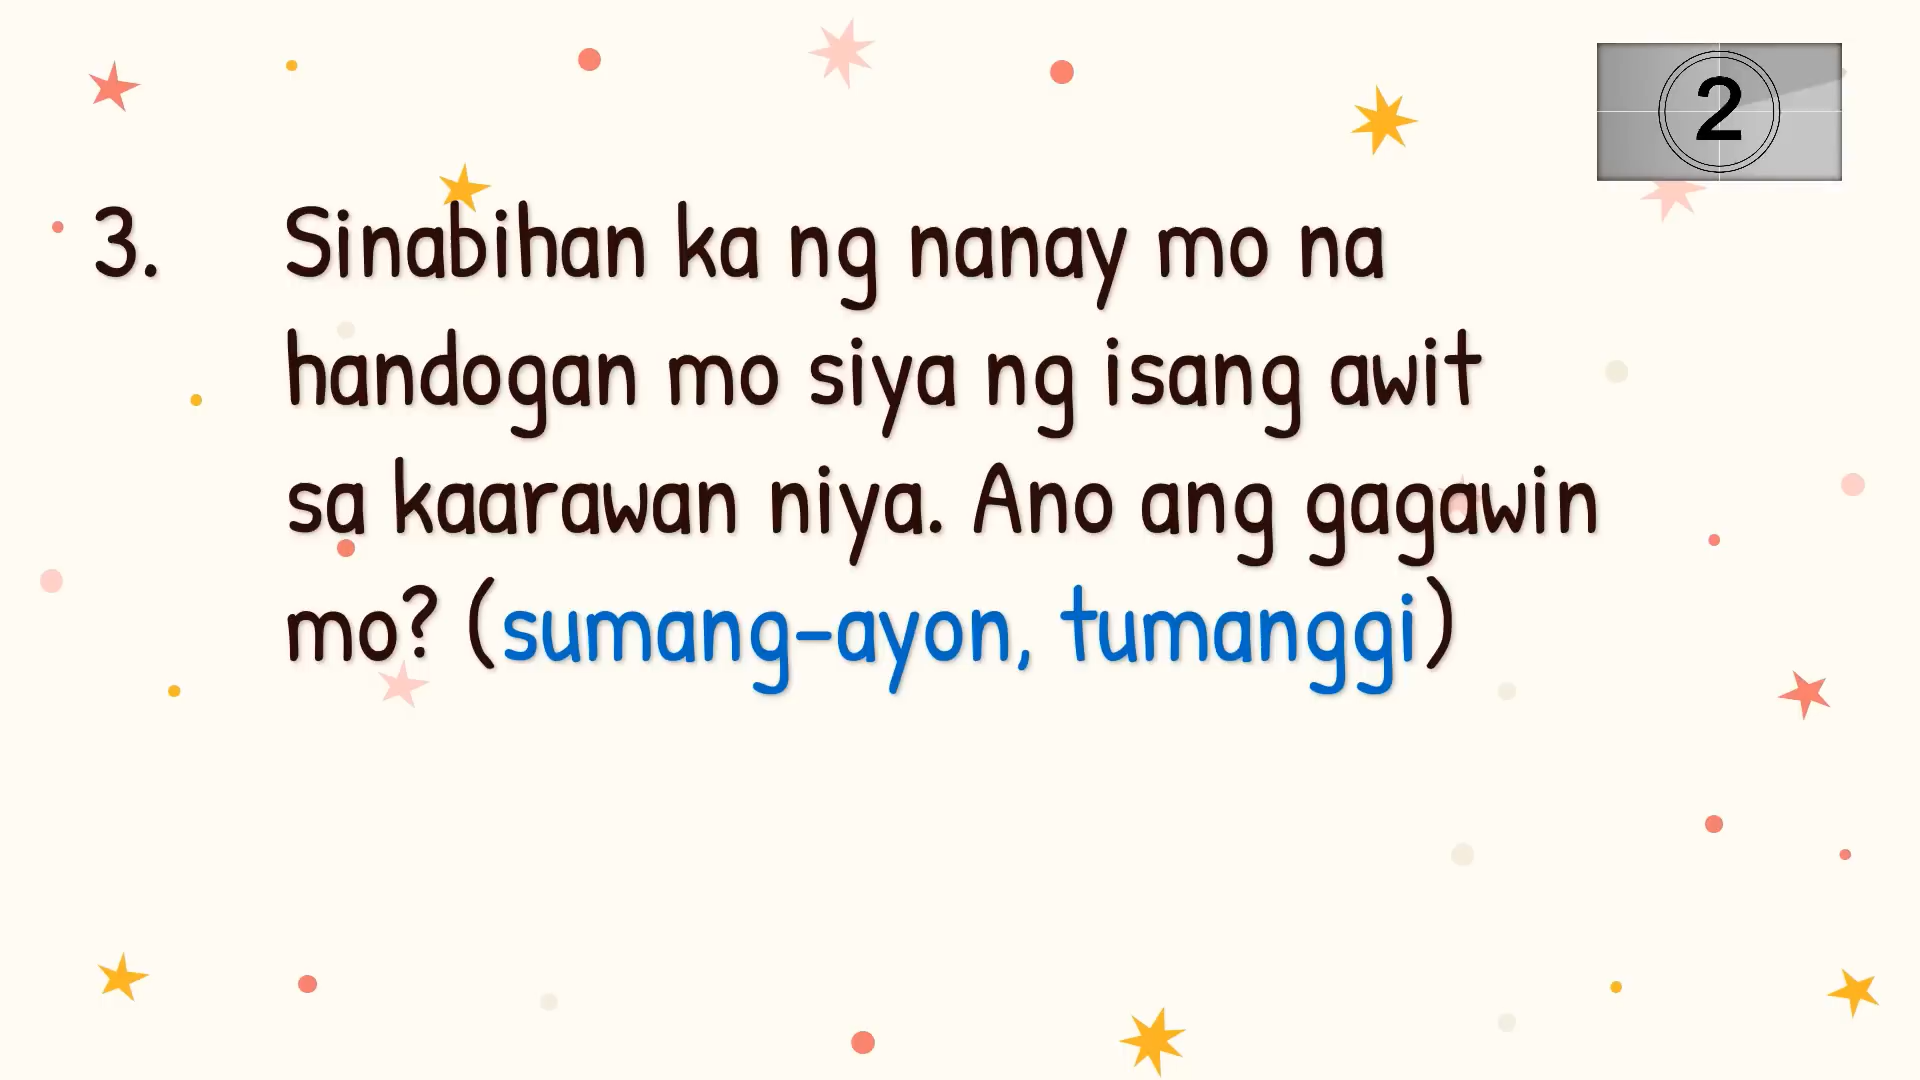 2
3. Sinabihan ka ng nanay mo na
handogan mo siya ng isang awit
sa kaarawan niya. Ano ang gagawin
mo? (sumang-ayon, tumanggi)